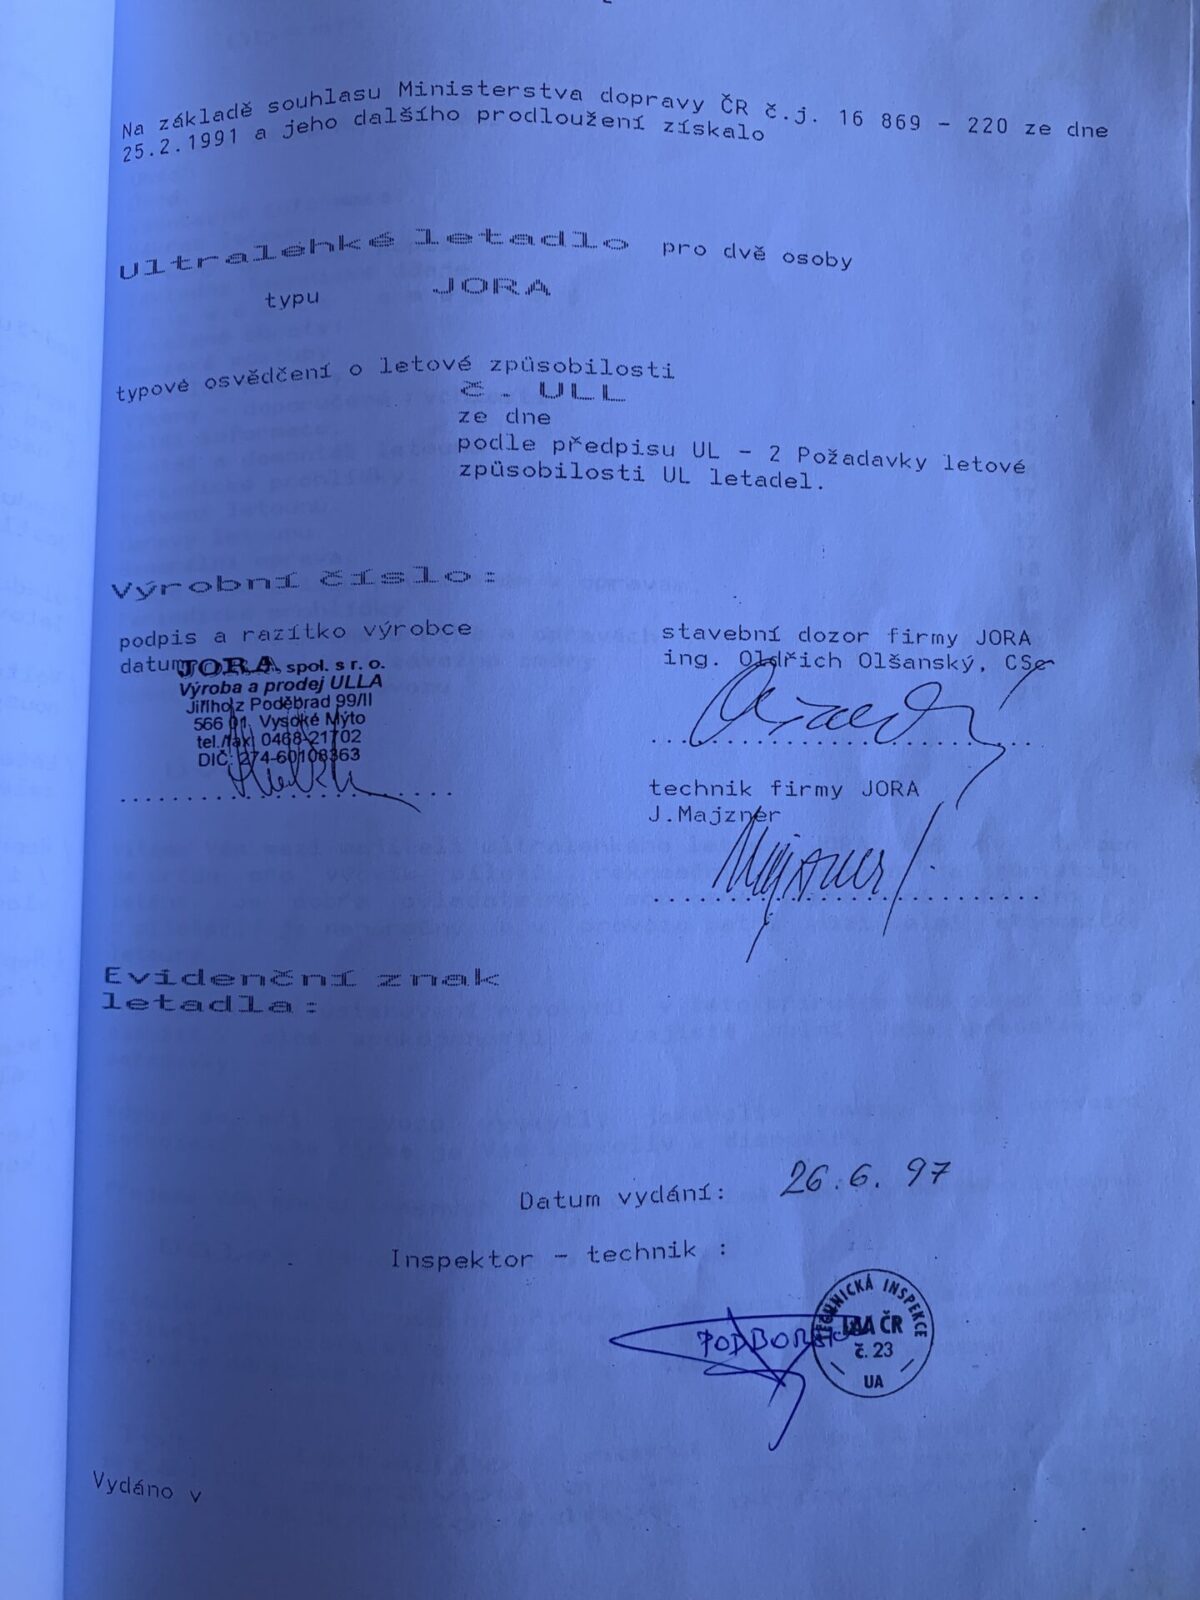 Na základě souhlasu Ministerstva dopravy ČR č.j. 16 869 – 220 ze dne
25.2.1991 a jeho dalšího prodloužení získalo
Ultralehké letadlo pro dvě osoby
typu JORA
typové osvědčení o letové způsobilosti
č. ULL
ze dne
podle předpisu UL – 2 Požadavky letové
způsobilosti UL letadel.
Výrobní číslo:
podpis a razítko výrobce
datum
JORA, spol. s r. o.
Výroba a prodej ULLA
Jiřího z Poděbrad 99/II
566 01, Vysoké Mýto
tel./fax: 0468-21702
DIČ: 274-60108363
stavební dozor firmy JORA
ing. Oldřich Olšanský, CSc
technik firmy JORA
J.Majzner
Majzner
Evidenční znak
letadla:
Datum vydání: 26.6.97
Inspektor – technik :
TECHNICKÁ INSPEKCE
LAA ČR
č. 23
UA
Vydáno v